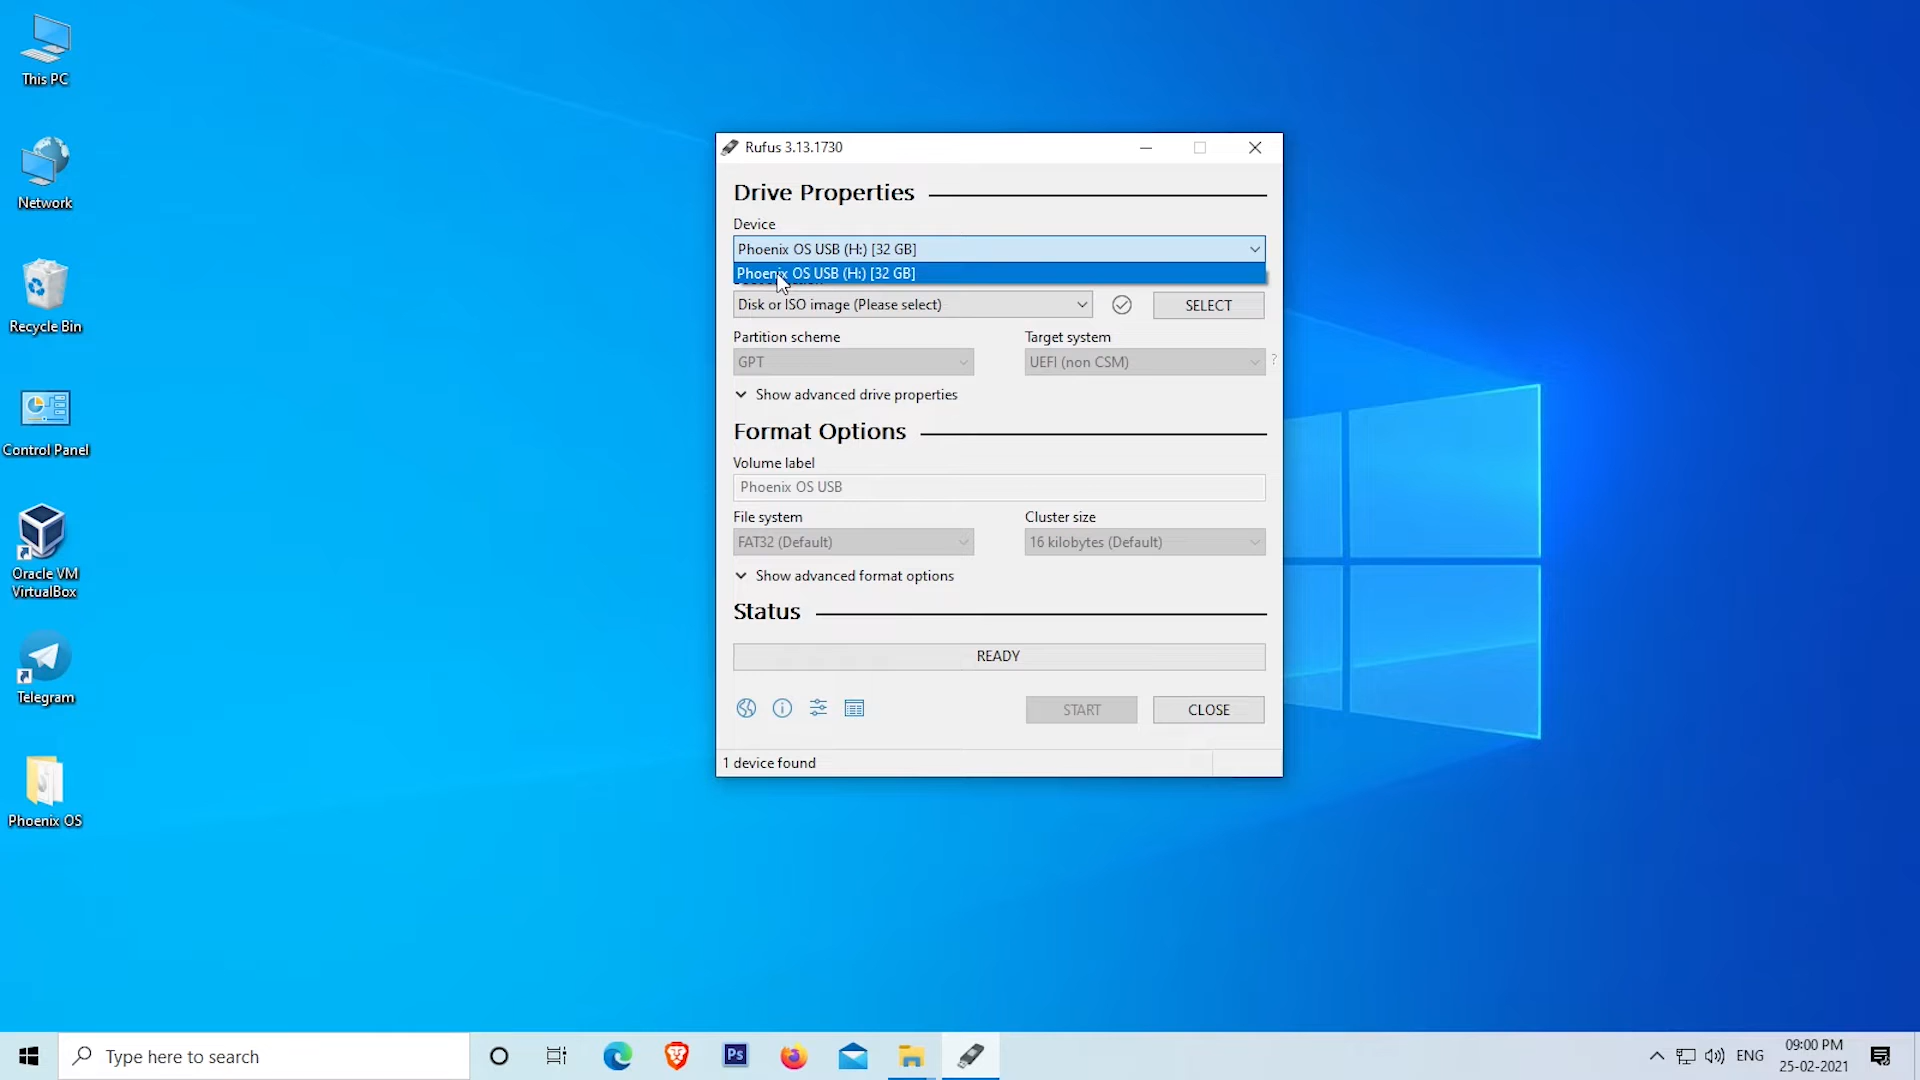 This PC
Network
Recycle Bin
Control Panel
Oracle VM
VirtualBox
Telegram
Phoenix OS
Rufus 3.13.1730
Drive Properties
Device
Phoenix OS USB (H:) [32 GB]
Phoenix OS USB (H:) [32 GB]
Disk or ISO image (Please select)
SELECT
Partition scheme
Target system
GPT
UEFI (non CSM)
?
Show advanced drive properties
Format Options
Volume label
Phoenix OS USB
File system
Cluster size
FAT32 (Default)
16 kilobytes (Default)
Show advanced format options
Status
READY
START
CLOSE
1 device found
Type here to search
Ps
ENG
09:00 PM
25-02-2021